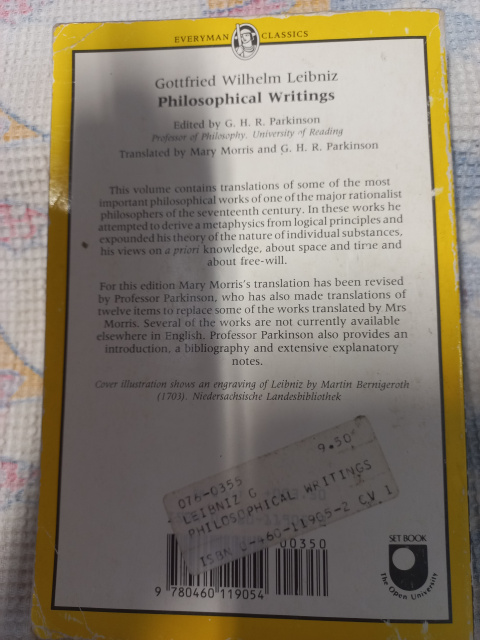 EVERYMAN CLASSICS
Gottfried Wilhelm Leibniz
Philosophical Writings
Edited by G. H. R. Parkinson
Professor of Philosophy, University of Reading
Translated by Mary Morris and G. H. R. Parkinson
This volume contains translations of some of the most
important philosophical works of one of the major rationalist
philosophers of the seventeenth century. In these works he
attempted to derive a metaphysics from logical principles and
expounded his theory of the nature of individual substances,
his views on a priori knowledge, about space and time and
about free-will.
For this edition Mary Morris's translation has been revised
by Professor Parkinson, who has also made translations of
twelve items to replace some of the works translated by Mrs
Morris. Several of the works are not currently available
elsewhere in English. Professor Parkinson also provides an
introduction, a bibliography and extensive explanatory
notes.
Cover illustration shows an engraving of Leibniz by Martin Bernigeroth
(1703). Niedersachsische Landesbibliothek
076-0355 9.50
LEIBNIZ G
PHILOSOPHICAL WRITINGS
ISBN 0-460-11905-2 CV 1
00350
9 780460 119054
SET BOOK
The Open University